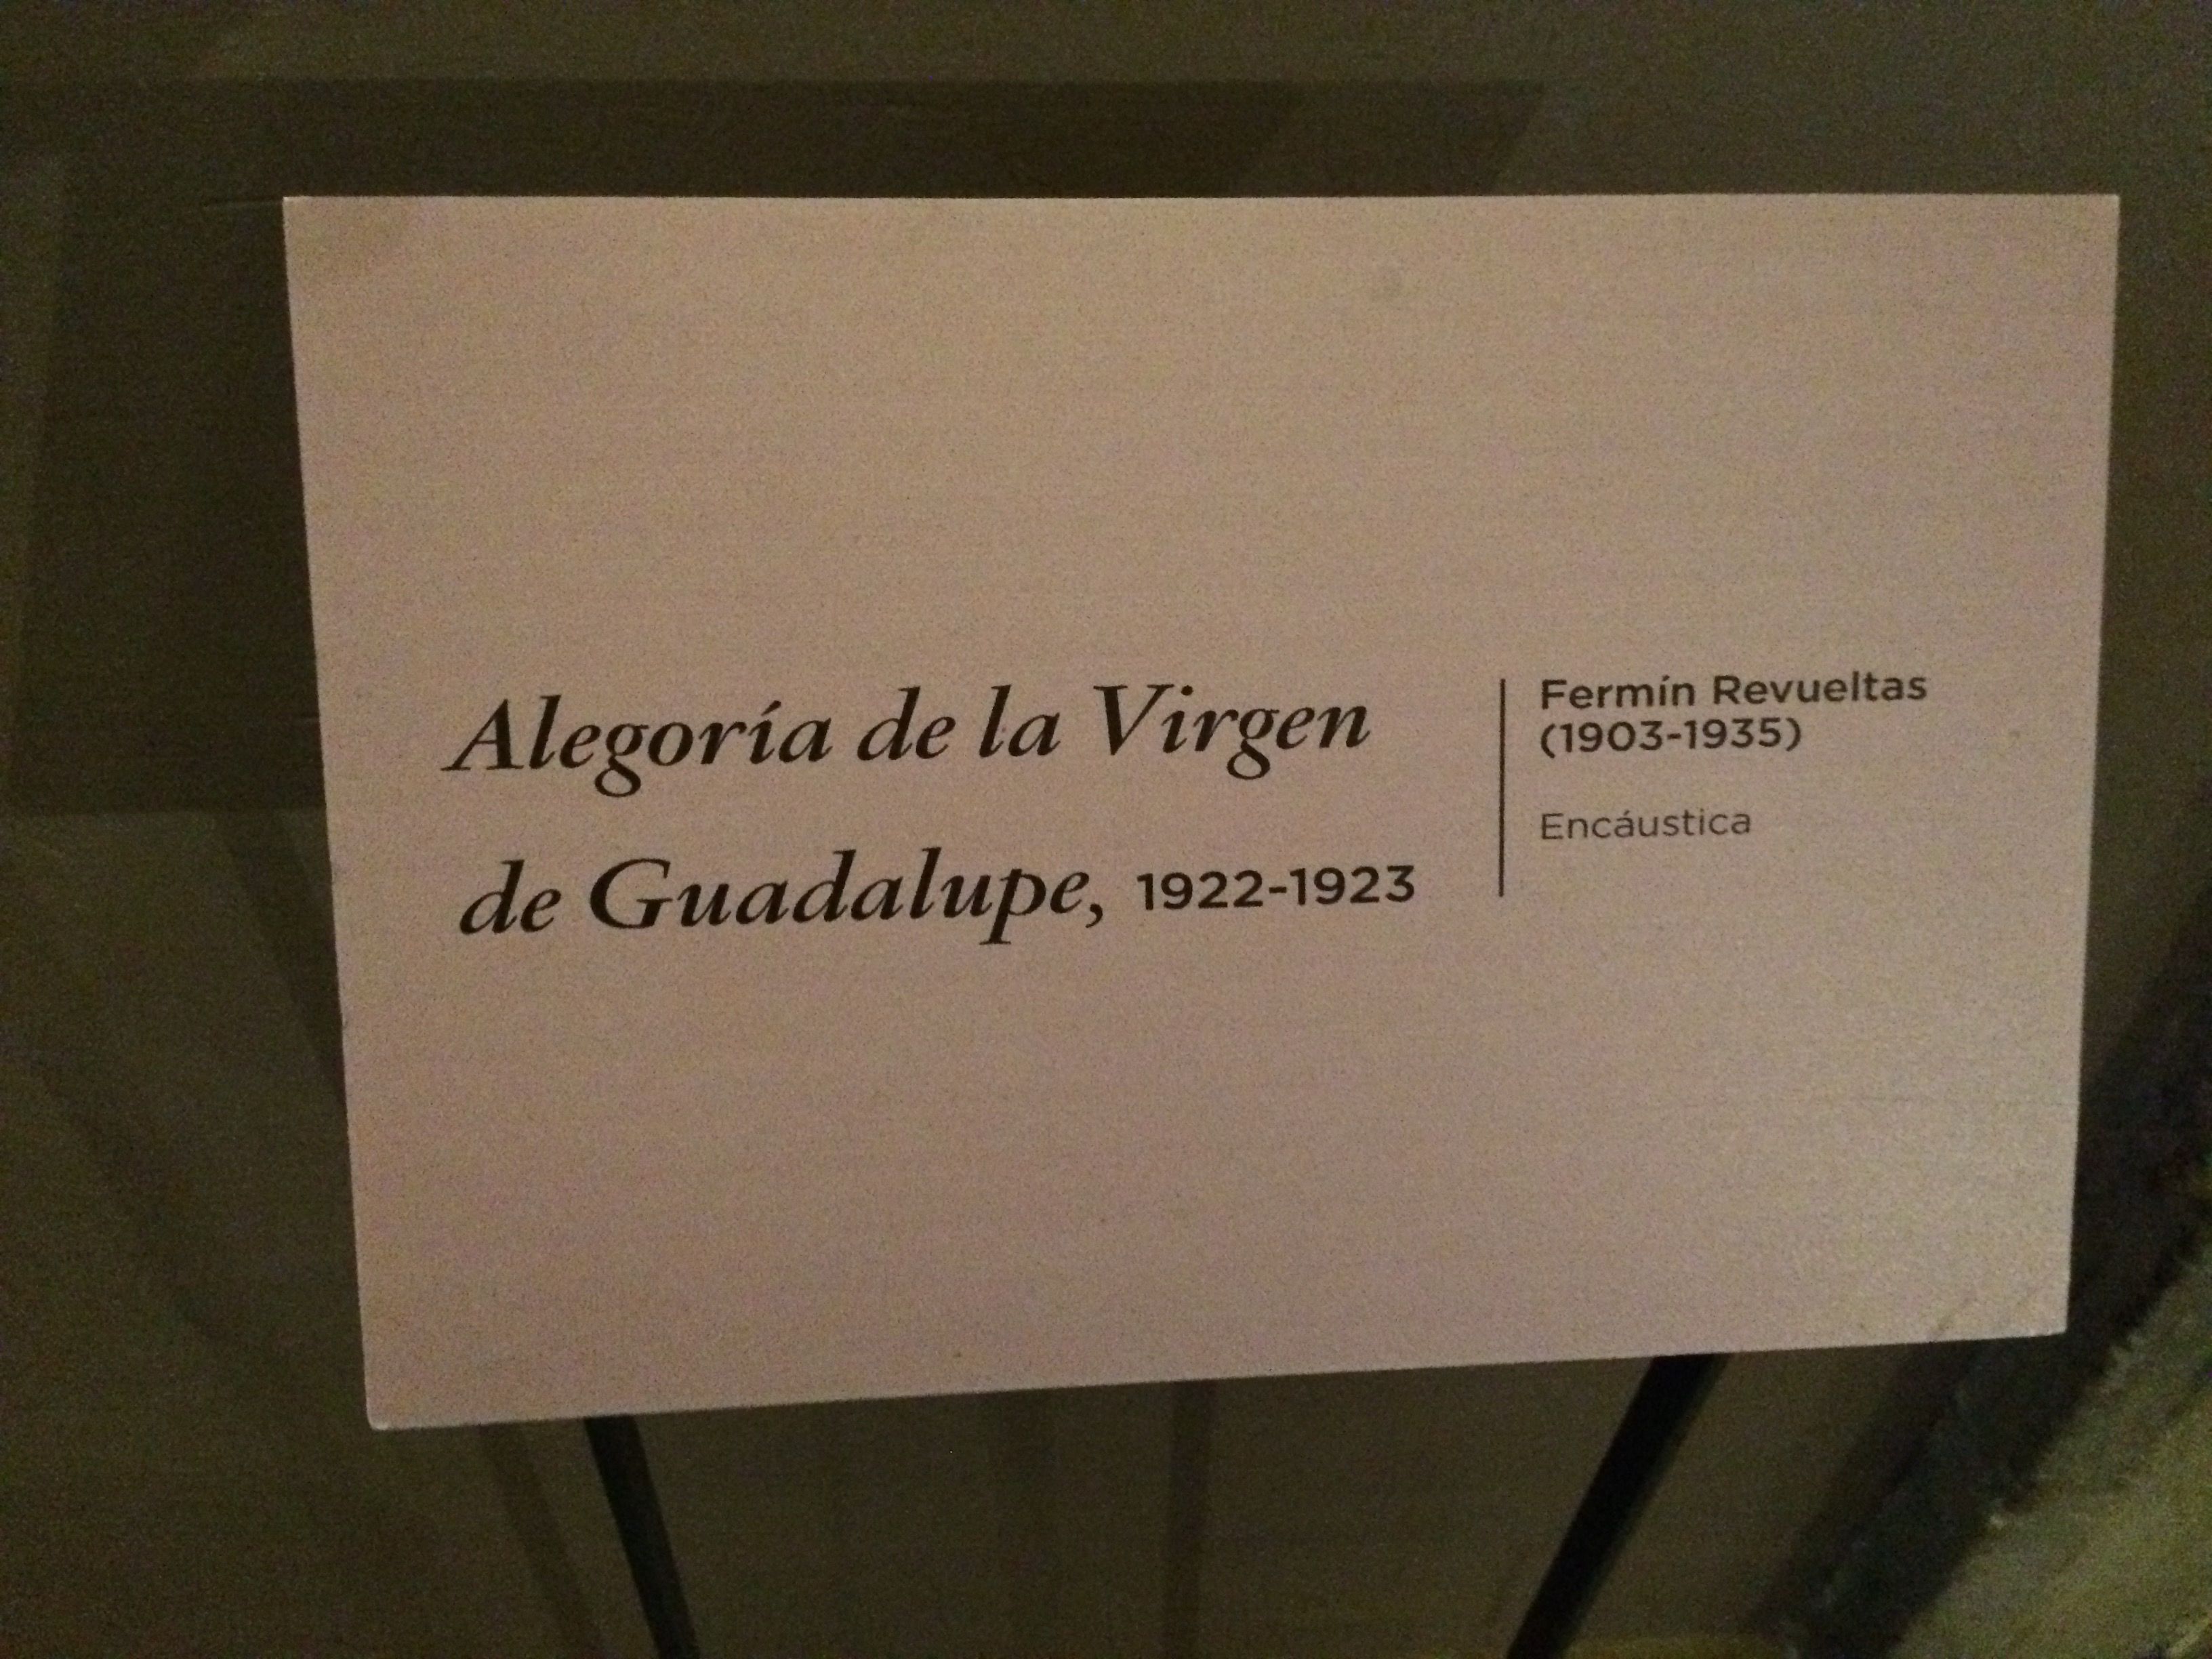 Alegoría de la Virgen
de Guadalupe, 1922-1923
Fermín Revueltas
(1903-1935)
Encáustica